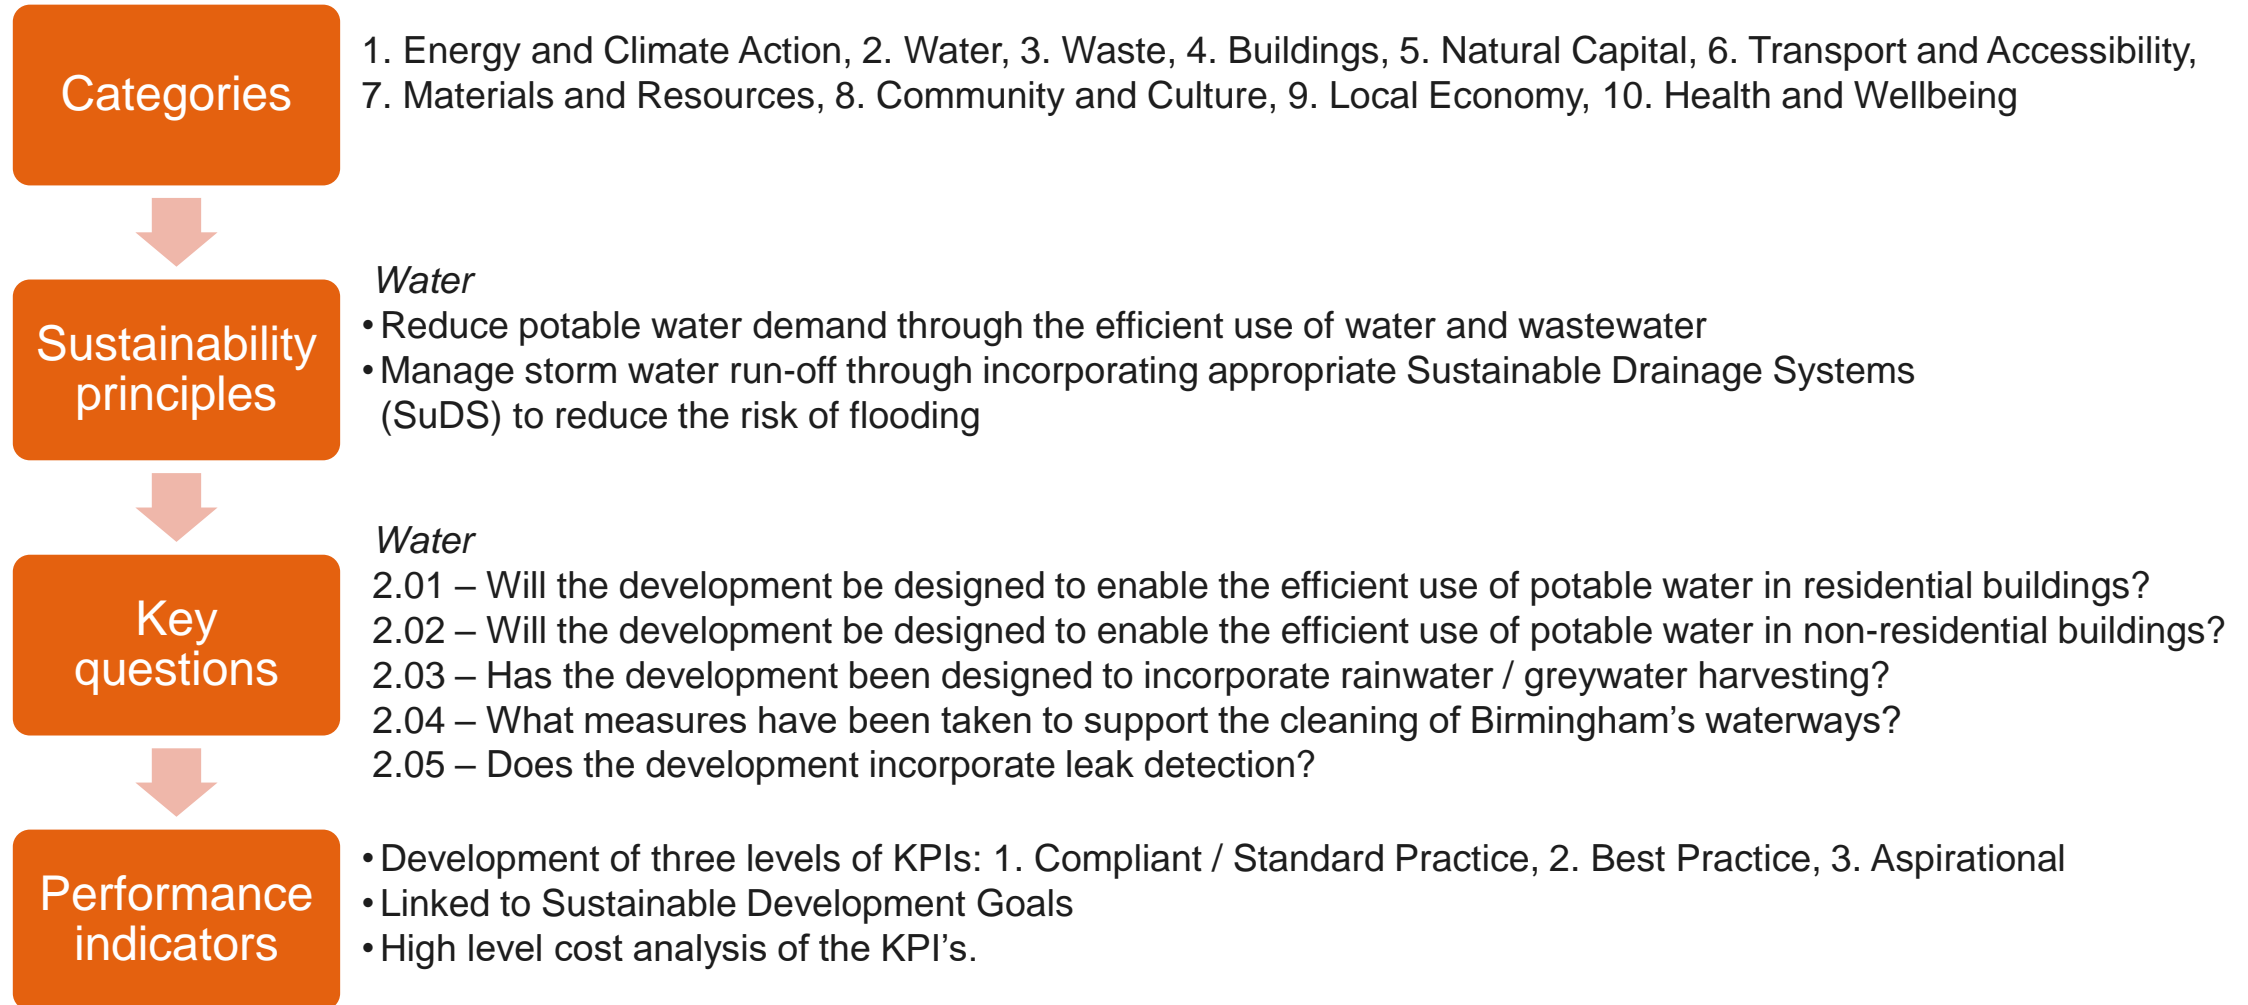 Categories
1. Energy and Climate Action, 2. Water, 3. Waste, 4. Buildings, 5. Natural Capital, 6. Transport and Accessibility,
7. Materials and Resources, 8. Community and Culture, 9. Local Economy, 10. Health and Wellbeing
Sustainability
principles
Water
• Reduce potable water demand through the efficient use of water and wastewater
• Manage storm water run-off through incorporating appropriate Sustainable Drainage Systems
(SuDS) to reduce the risk of flooding
Key
questions
Water
2.01 – Will the development be designed to enable the efficient use of potable water in residential buildings?
2.02 – Will the development be designed to enable the efficient use of potable water in non-residential buildings?
2.03 – Has the development been designed to incorporate rainwater / greywater harvesting?
2.04 – What measures have been taken to support the cleaning of Birmingham’s waterways?
2.05 – Does the development incorporate leak detection?
Performance
indicators
• Development of three levels of KPIs: 1. Compliant / Standard Practice, 2. Best Practice, 3. Aspirational
• Linked to Sustainable Development Goals
• High level cost analysis of the KPI’s.